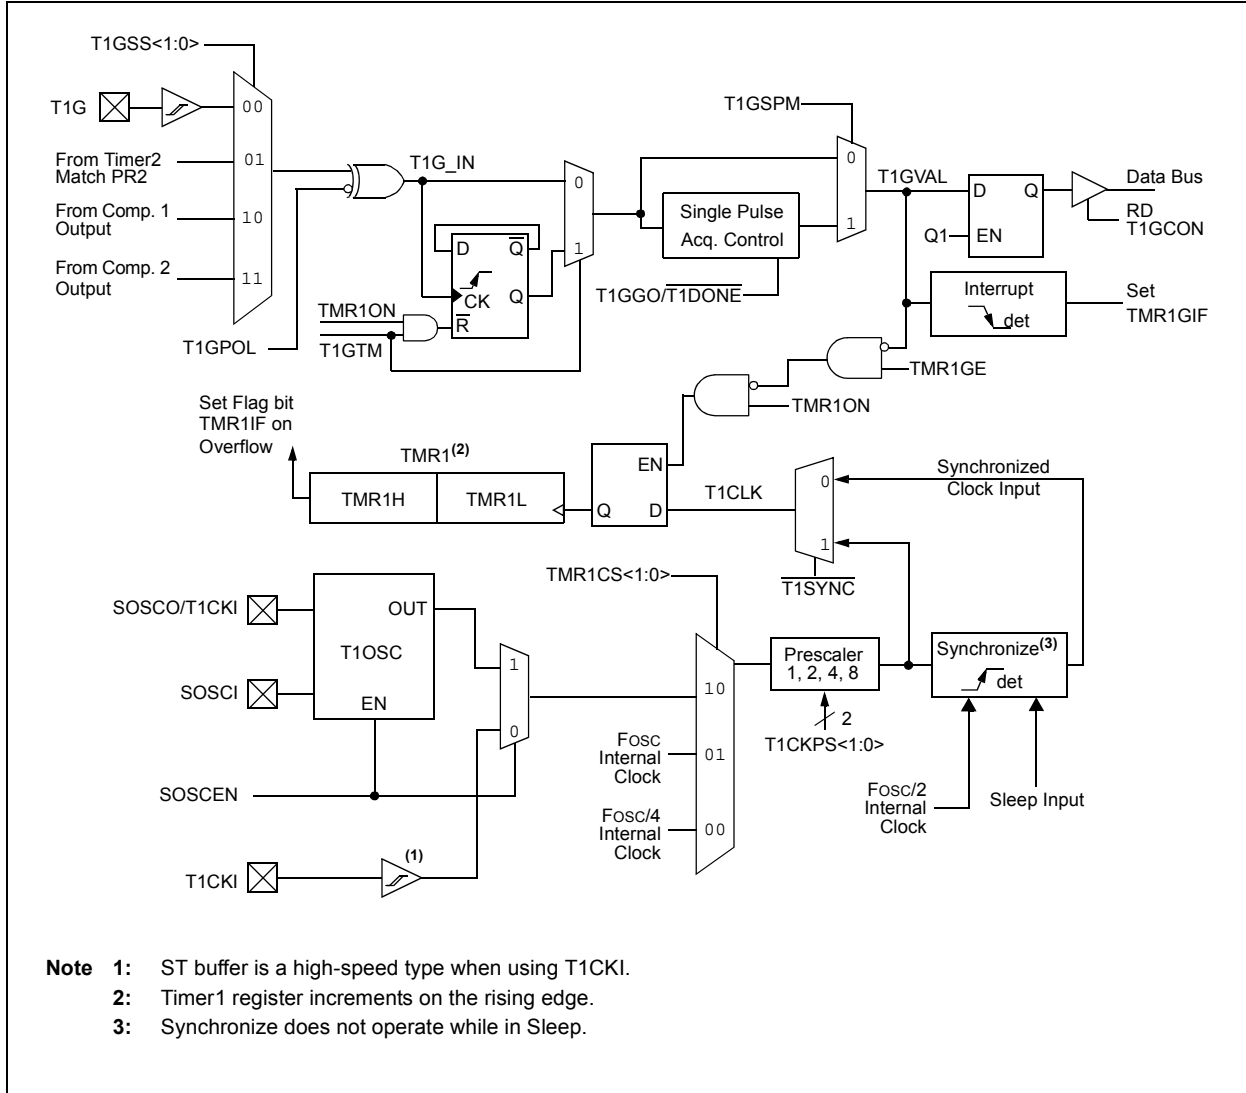 T1GSS<1:0>
T1G
00
From Timer2
Match PR2
01
From Comp. 1
Output
10
From Comp. 2
Output
11
T1GPOL
T1G_IN
0
1
D
Q
CK
Q
R
TMR1ON
T1GTM
T1GSPM
Single Pulse
Acq. Control
T1GGO/T1DONE
0
1
T1GVAL
D
Q
Q1
EN
Data Bus
RD
T1GCON
Interrupt
det
Set
TMR1GIF
TMR1GE
TMR1ON
Set Flag bit
TMR1IF on
Overflow
TMR1(2)
TMR1H
TMR1L
EN
Q
D
T1CLK
0
1
T1SYNC
Synchronized
Clock Input
TMR1CS<1:0>
SOSCO/T1CKI
OUT
T1OSC
SOSCI
EN
1
0
SOSCEN
T1CKI
(1)
10
FOSC
Internal
Clock
01
FOSC/4
Internal
Clock
00
Prescaler
1, 2, 4, 8
2
T1CKPS<1:0>
Synchronize(3)
det
FOSC/2
Internal
Clock
Sleep Input
Note 1: ST buffer is a high-speed type when using T1CKI.
2: Timer1 register increments on the rising edge.
3: Synchronize does not operate while in Sleep.